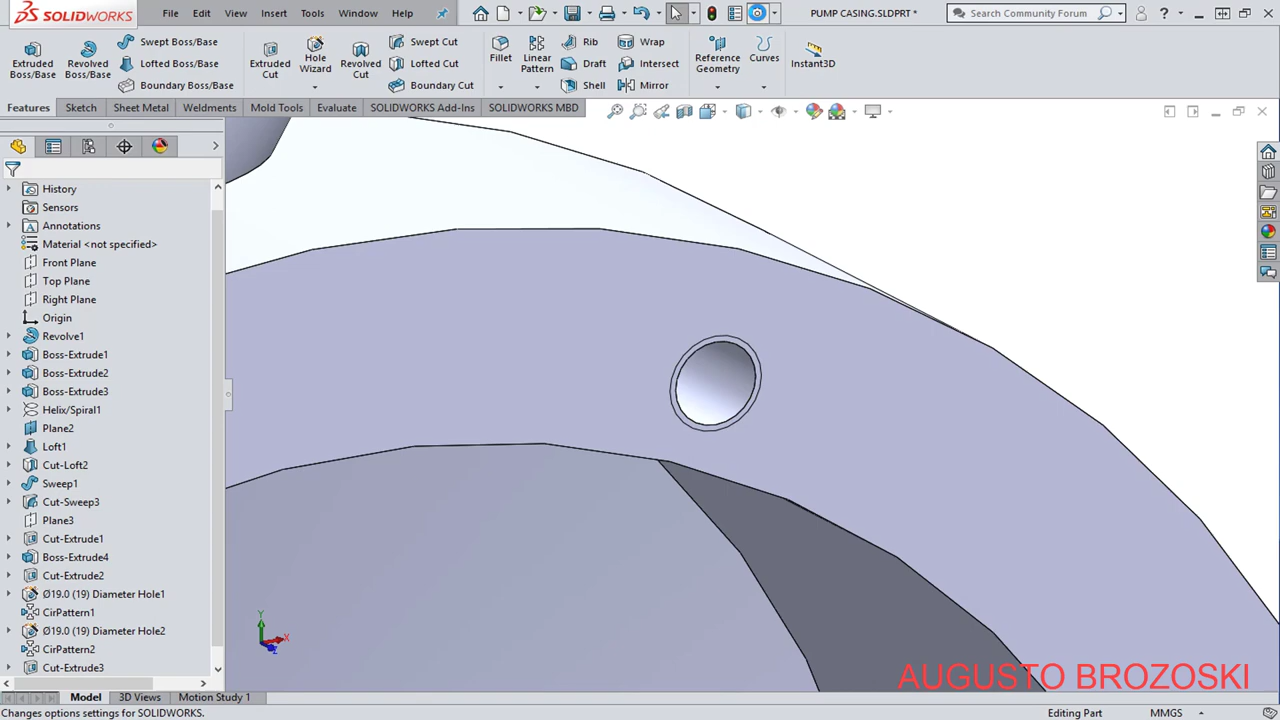 SOLIDWORKS File Edit View Insert Tools Window Help PUMP CASING.SLDPRT * Search Community Forum ?
Extruded Boss/Base Revolved Boss/Base Swept Boss/Base Lofted Boss/Base Boundary Boss/Base Extruded Cut Hole Wizard Revolved Cut Swept Cut Lofted Cut Boundary Cut Fillet Linear Pattern Rib Draft Shell Wrap Intersect Mirror Reference Geometry Curves Instant3D
Features Sketch Sheet Metal Weldments Mold Tools Evaluate SOLIDWORKS Add-Ins SOLIDWORKS MBD
History
Sensors
Annotations
Material <not specified>
Front Plane
Top Plane
Right Plane
Origin
Revolve1
Boss-Extrude1
Boss-Extrude2
Boss-Extrude3
Helix/Spiral1
Plane2
Loft1
Cut-Loft2
Sweep1
Cut-Sweep3
Plane3
Cut-Extrude1
Boss-Extrude4
Cut-Extrude2
Ø19.0 (19) Diameter Hole1
CirPattern1
Ø19.0 (19) Diameter Hole2
CirPattern2
Cut-Extrude3
Y
X
Z
AUGUSTO BROZOSKI
Model 3D Views Motion Study 1
Changes options settings for SOLIDWORKS. Editing Part MMGS